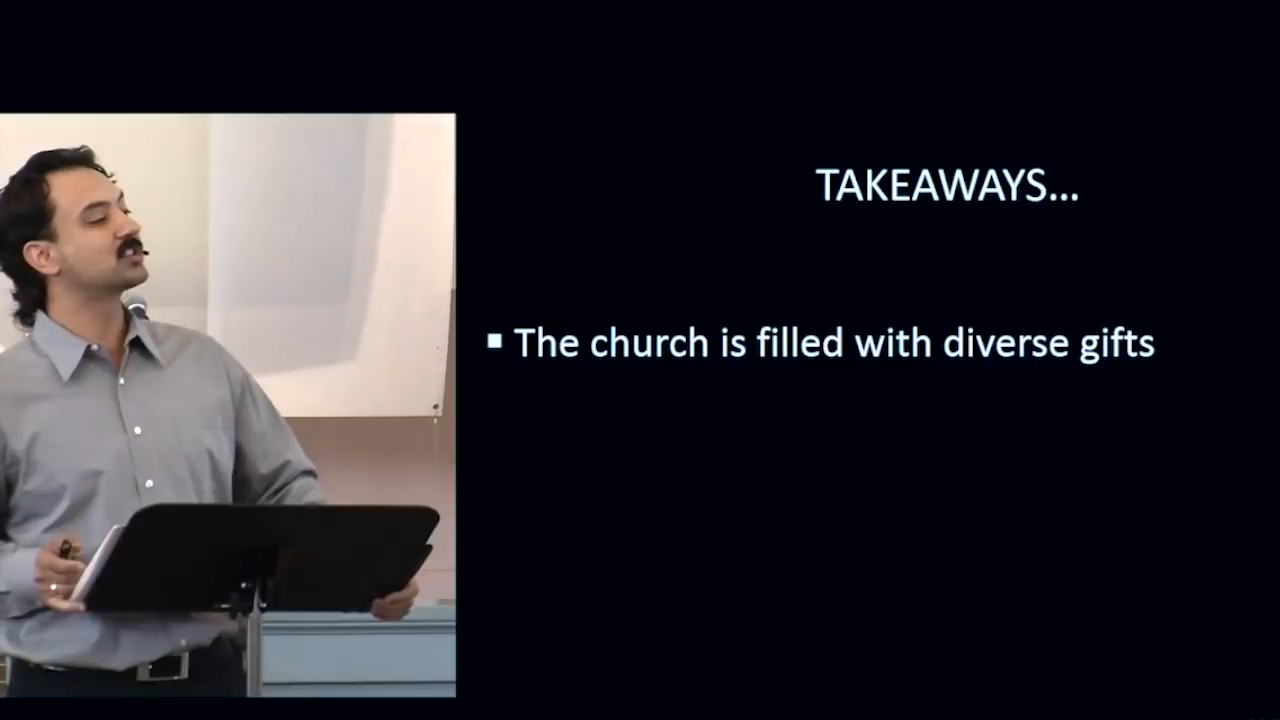 TAKEAWAYS...
▪ The church is filled with diverse gifts